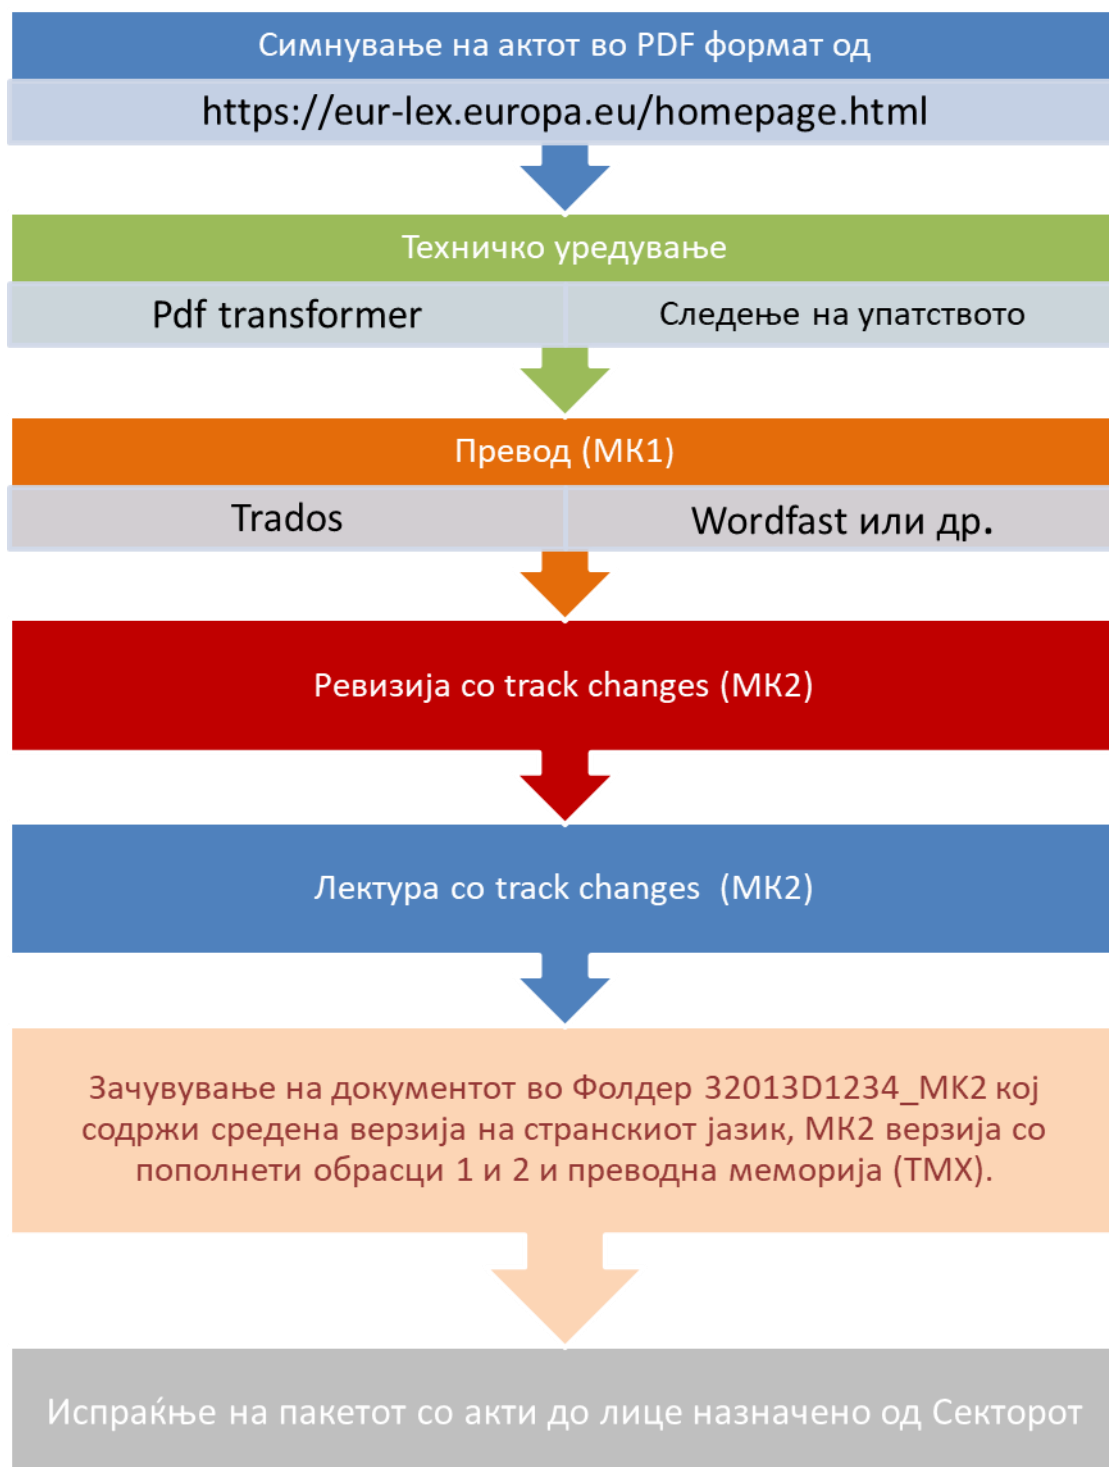 Симнување на актот во PDF формат од
https://eur-lex.europa.eu/homepage.html
Техничко уредување
Pdf transformer
Следење на упатството
Превод (МК1)
Trados
Wordfast или др.
Ревизија со track changes (МК2)
Лектура со track changes (МК2)
Зачувување на документот во Фолдер 32013D1234_МК2 кој
содржи средена верзија на странскиот јазик, МК2 верзија со
пополнети обрасци 1 и 2 и преводна меморија (TMX).
Испраќње на пакетот со акти до лице назначено од Секторот